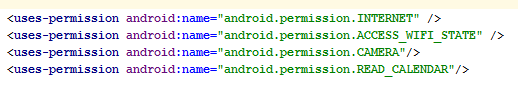 <uses-permission android:name="android.permission.INTERNET" />
<uses-permission android:name="android.permission.ACCESS_WIFI_STATE" />
<uses-permission android:name="android.permission.CAMERA"/>
<uses-permission android:name="android.permission.READ_CALENDAR"/>